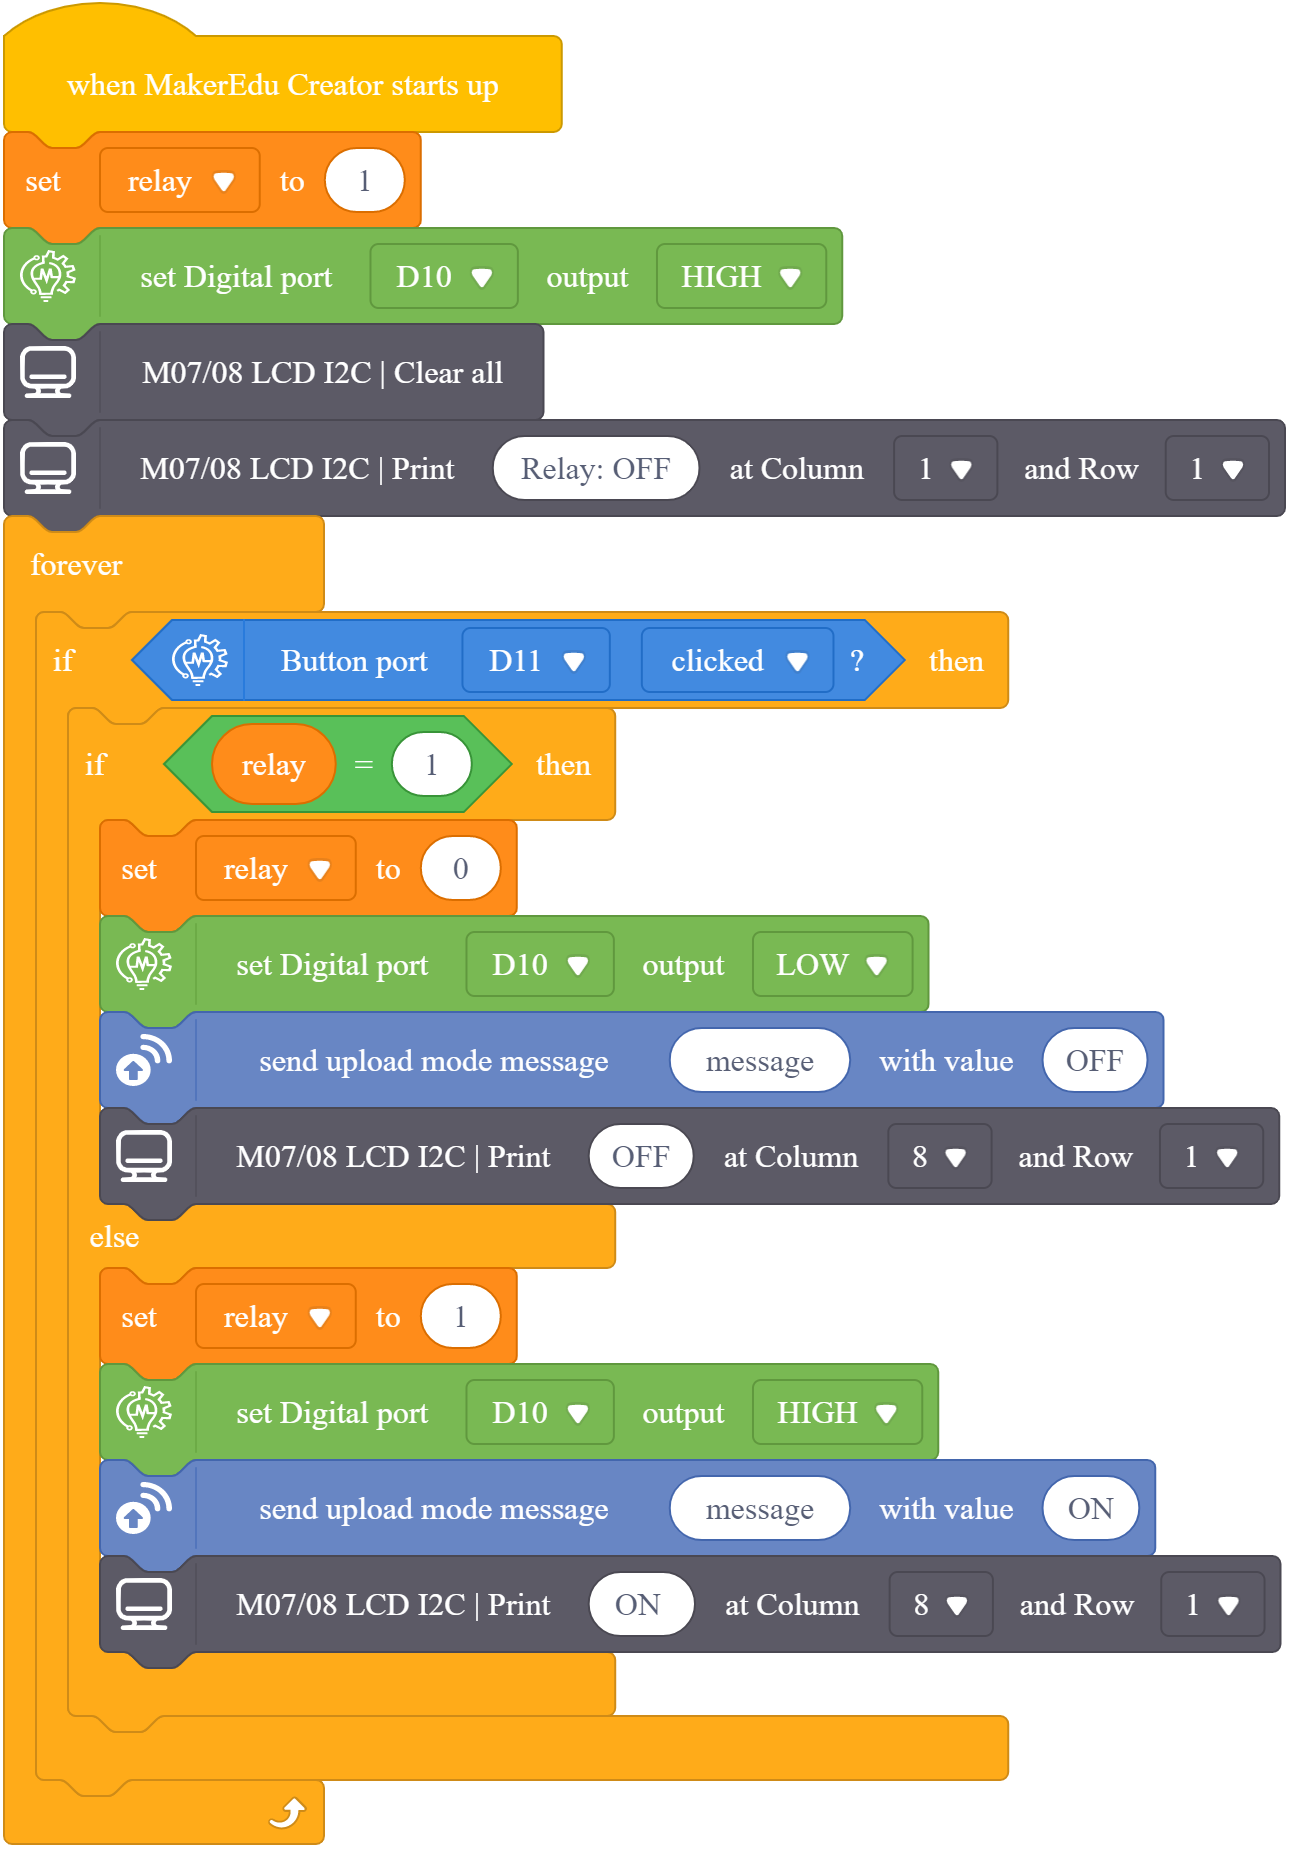 when MakerEdu Creator starts up
set relay to 1
set Digital port D10 output HIGH
M07/08 LCD I2C | Clear all
M07/08 LCD I2C | Print Relay: OFF at Column 1 and Row 1
forever
if Button port D11 clicked ? then
if relay = 1 then
set relay to 0
set Digital port D10 output LOW
send upload mode message message with value OFF
M07/08 LCD I2C | Print OFF at Column 8 and Row 1
else
set relay to 1
set Digital port D10 output HIGH
send upload mode message message with value ON
M07/08 LCD I2C | Print ON at Column 8 and Row 1